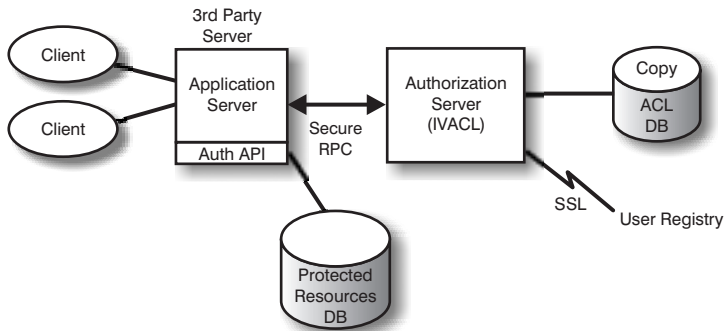 3rd Party
Server
Client
Client
Application
Server
Auth API
Secure
RPC
Authorization
Server
(IVACL)
Copy
ACL
DB
SSL
User Registry
Protected
Resources
DB